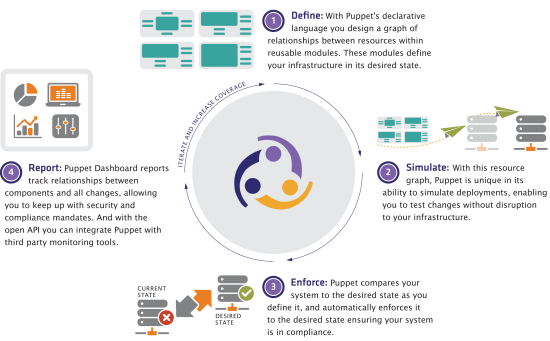 1 Define: With Puppet's declarative
language you design a graph of
relationships between resources within
reusable modules. These modules define
your infrastructure in its desired state.
ITERATE AND INCREASE COVERAGE
2 Simulate: With this resource
graph, Puppet is unique in its
ability to simulate deployments, enabling
you to test changes without disruption
to your infrastructure.
3 Enforce: Puppet compares your
system to the desired state as you
define it, and automatically enforces it
to the desired state ensuring your system
is in compliance.
CURRENT
STATE
DESIRED
STATE
4 Report: Puppet Dashboard reports
track relationships between
components and all changes, allowing
you to keep up with security and
compliance mandates. And with the
open API you can integrate Puppet with
third party monitoring tools.